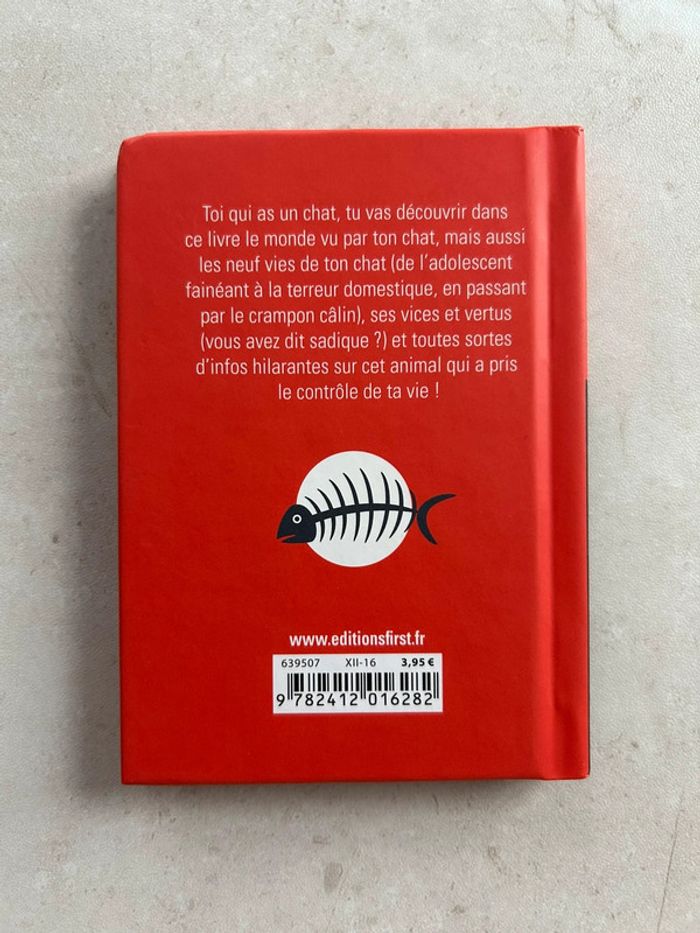 Toi qui as un chat, tu vas découvrir dans
ce livre le monde vu par ton chat, mais aussi
les neuf vies de ton chat (de l'adolescent
fainéant à la terreur domestique, en passant
par le crampon câlin), ses vices et vertus
(vous avez dit sadique ?) et toutes sortes
d'infos hilarantes sur cet animal qui a pris
le contrôle de ta vie !
www.editionsfirst.fr
639507 XII-16 3,95 €
9 782412 016282